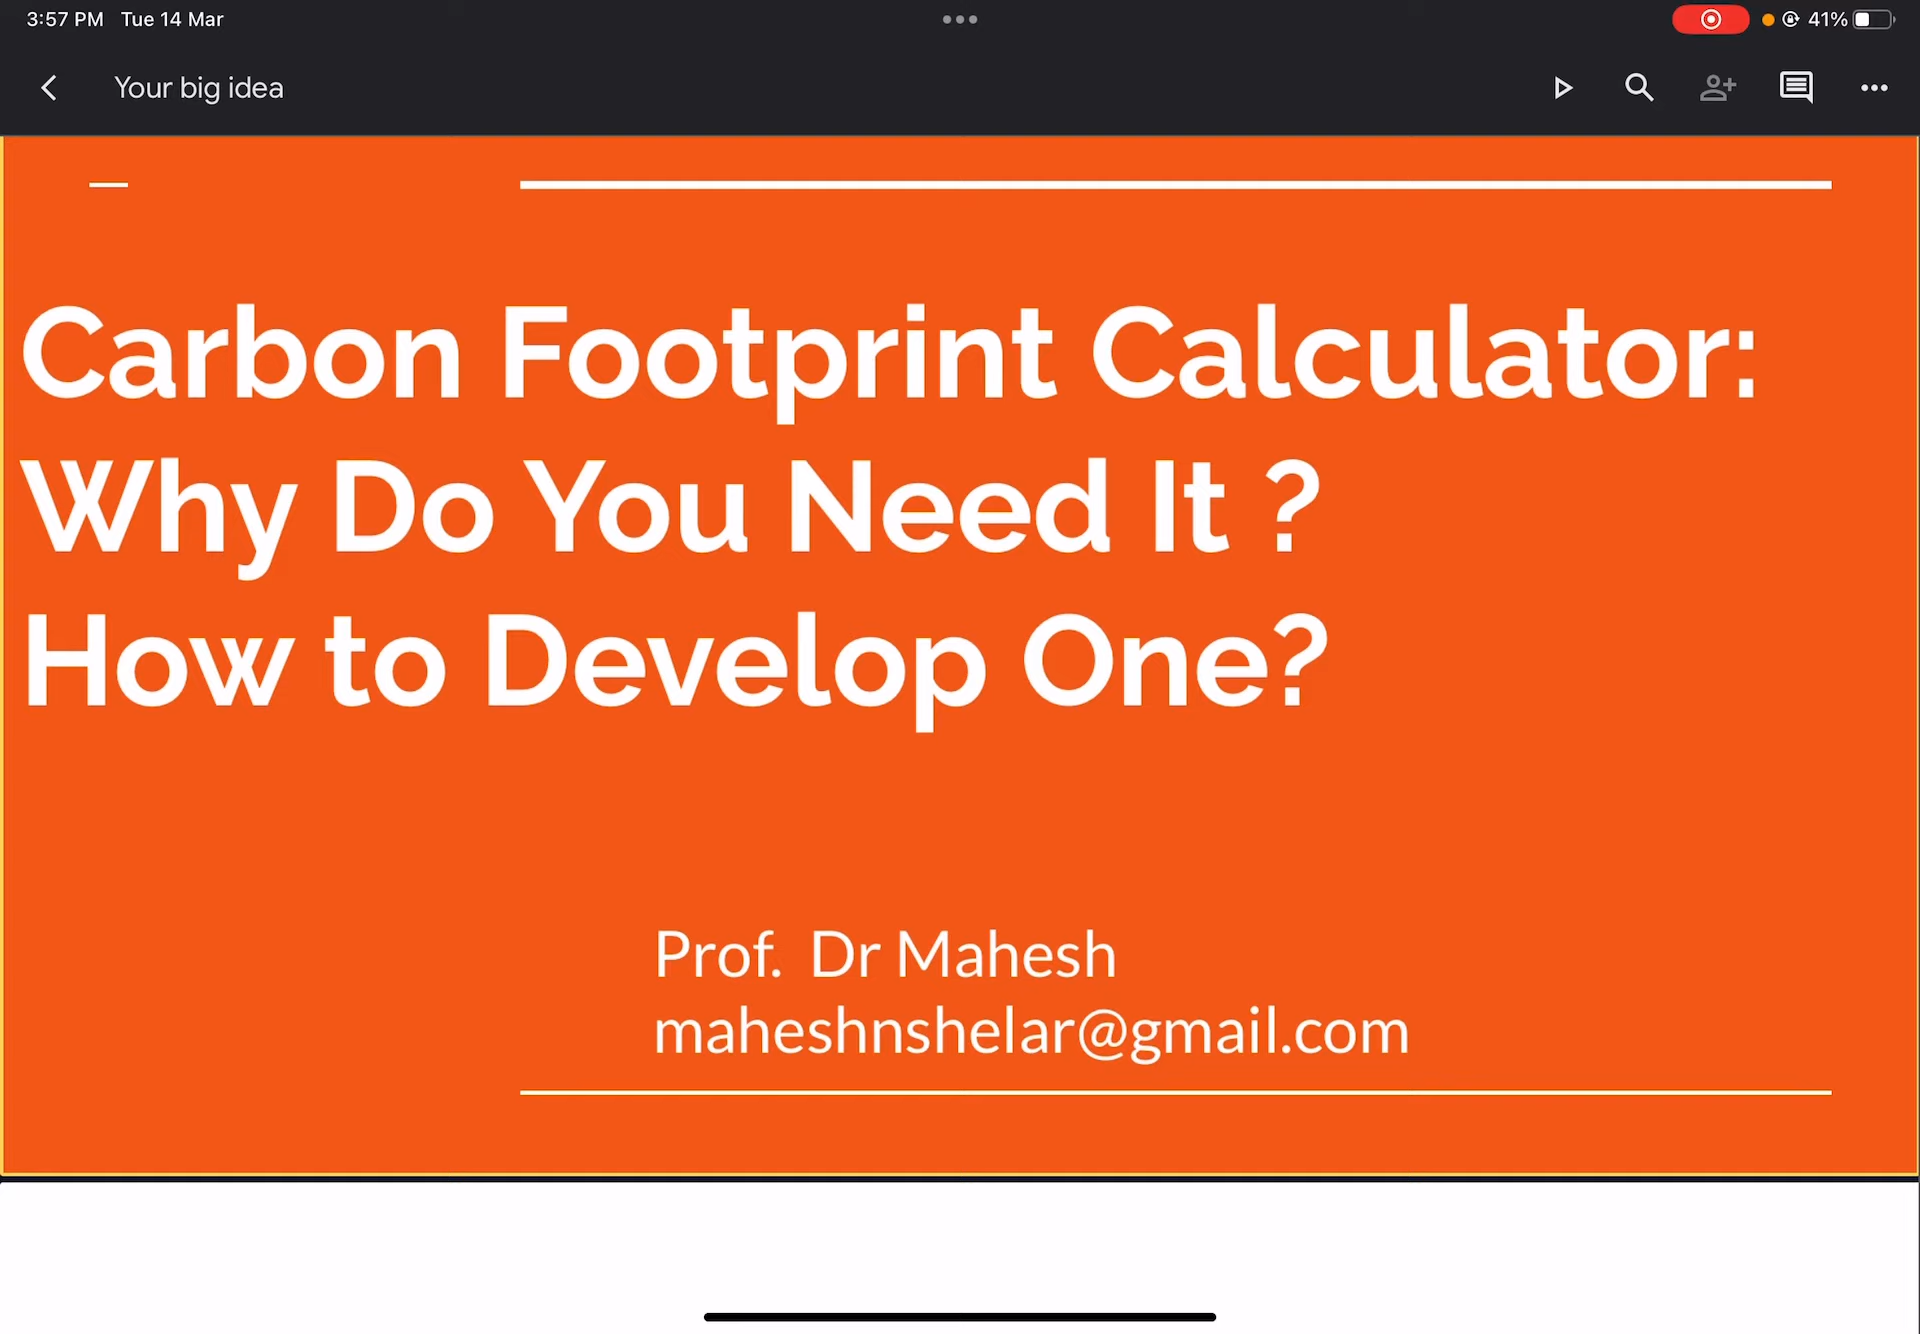 3:57 PM Tue 14 Mar
41%
Your big idea
Carbon Footprint Calculator:
Why Do You Need It ?
How to Develop One?
Prof. Dr Mahesh
maheshnshelar@gmail.com